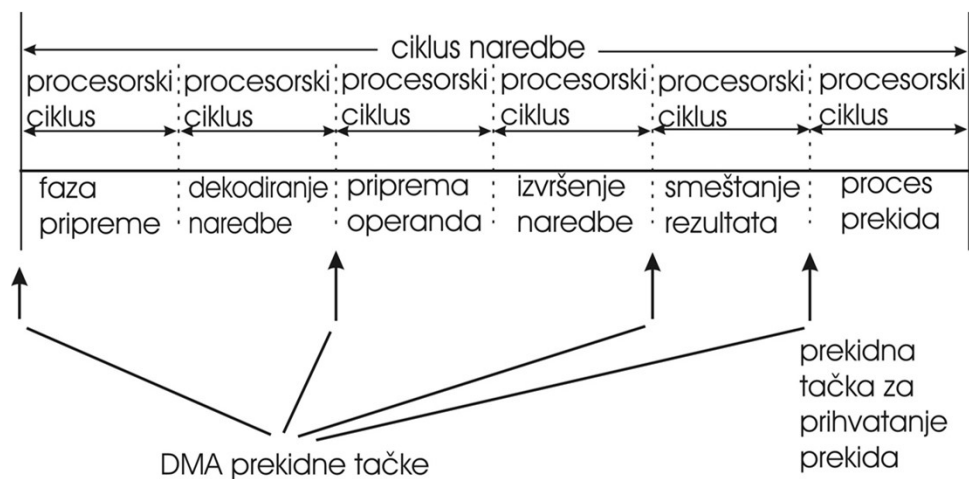 ciklus naredbe
procesorski procesorski procesorski procesorski procesorski procesorski
ciklus ciklus ciklus ciklus ciklus ciklus
faza dekodiranje priprema izvršenje smeštanje proces
pripreme naredbe operanda naredbe rezultata prekida
prekidna
tačka za
prihvatanje
prekida
DMA prekidne tačke